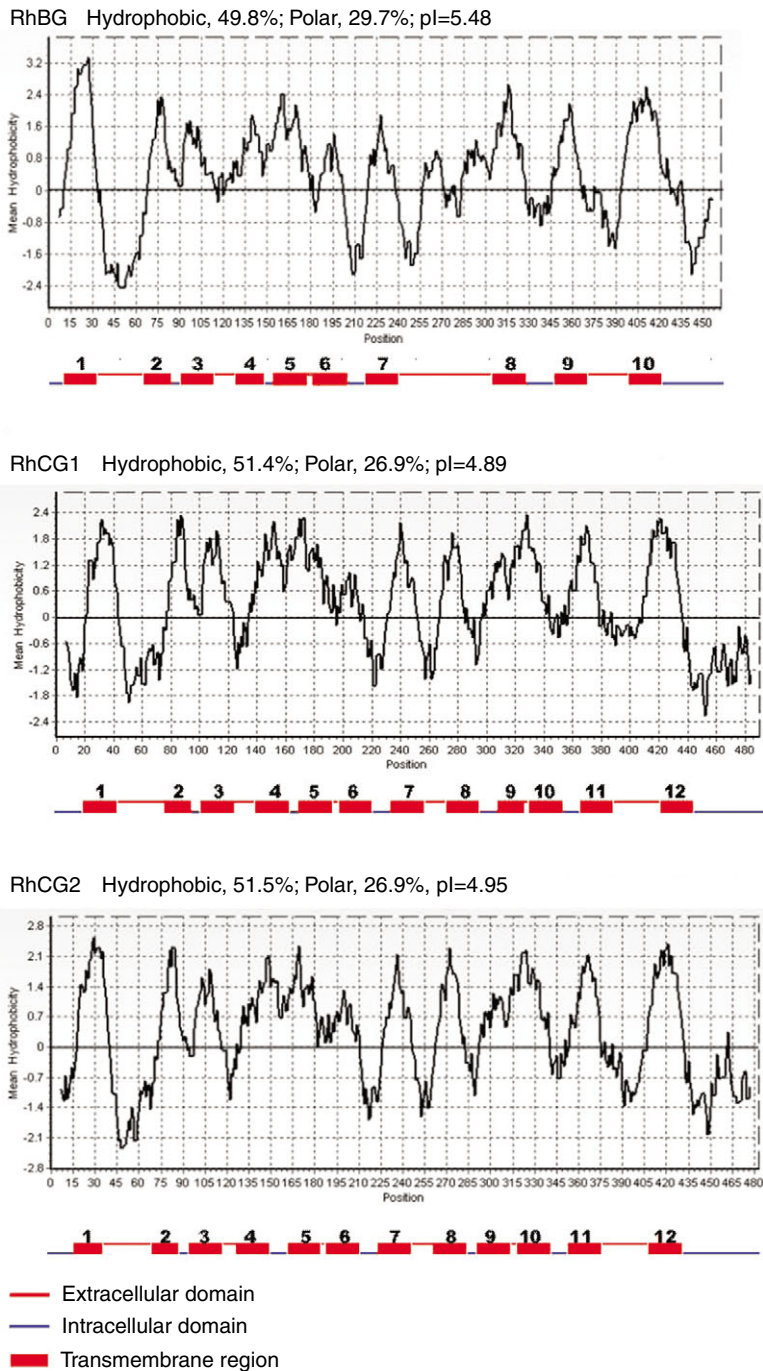 RhBG Hydrophobic, 49.8%; Polar, 29.7%; pI=5.48
Mean Hydrophobicity
3.2
2.4
1.6
0.8
0
-0.8
-1.6
-2.4
0 15 30 45 60 75 90 105 120 135 150 165 180 195 210 225 240 255 270 285 300 315 330 345 360 375 390 405 420 435 450
Position
1 2 3 4 5 6 7 8 9 10
RhCG1 Hydrophobic, 51.4%; Polar, 26.9%; pI=4.89
Mean Hydrophobicity
2.4
1.8
1.2
0.6
0
-0.6
-1.2
-1.8
-2.4
0 20 40 60 80 100 120 140 160 180 200 220 240 260 280 300 320 340 360 380 400 420 440 460 480
Position
1 2 3 4 5 6 7 8 9 10 11 12
RhCG2 Hydrophobic, 51.5%; Polar, 26.9%, pI=4.95
Mean Hydrophobicity
2.8
2.1
1.4
0.7
0
-0.7
-1.4
-2.1
-2.8
0 15 30 45 60 75 90 105 120 135 150 165 180 195 210 225 240 255 270 285 300 315 330 345 360 375 390 405 420 435 450 465 480
Position
1 2 3 4 5 6 7 8 9 10 11 12
Extracellular domain
Intracellular domain
Transmembrane region